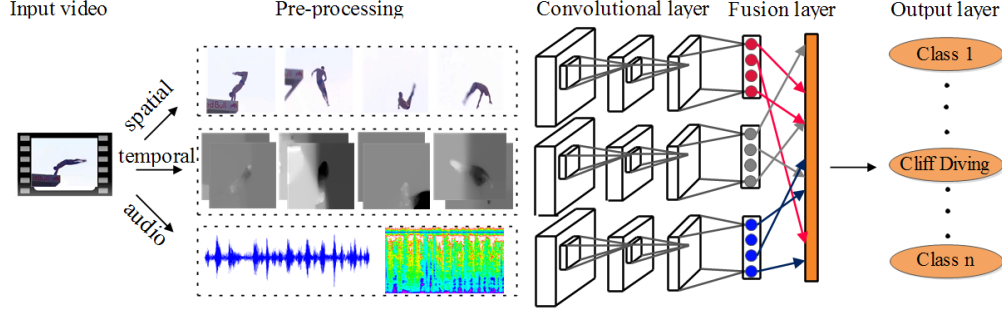 Input video
Pre-processing
Convolutional layer
Fusion layer
Output layer
spatial
temporal
audio
Class 1
Cliff Diving
Class n